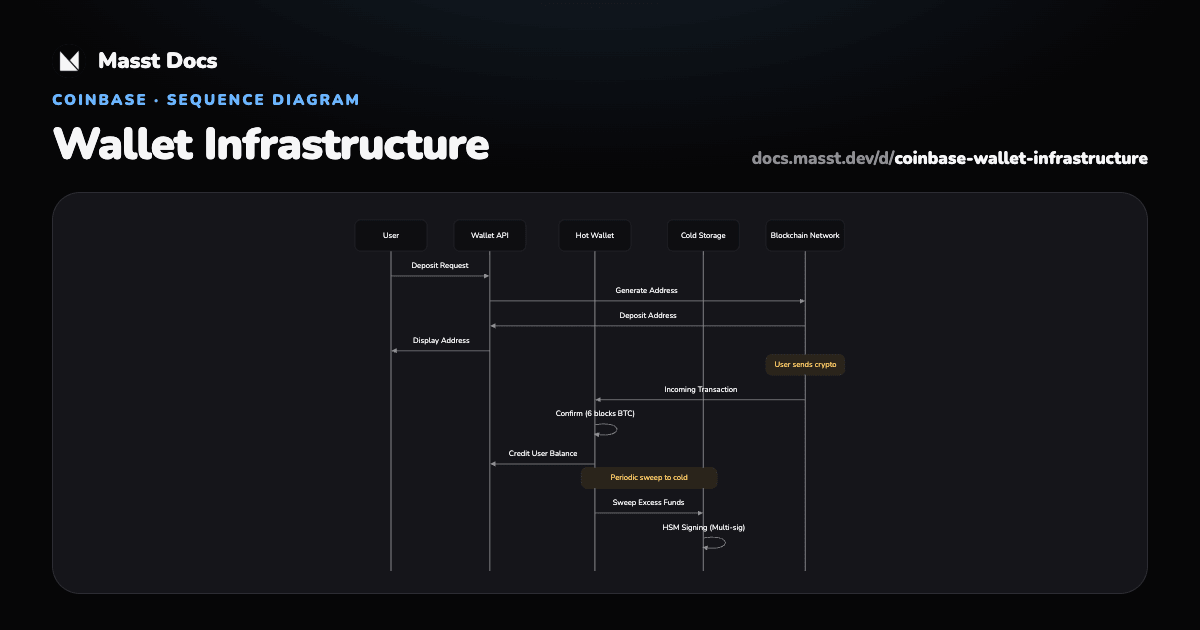 Masst Docs
COINBASE · SEQUENCE DIAGRAM
Wallet Infrastructure
docs.masst.dev/d/coinbase-wallet-infrastructure
User
Wallet API
Hot Wallet
Cold Storage
Blockchain Network
Deposit Request
Generate Address
Deposit Address
Display Address
User sends crypto
Incoming Transaction
Confirm (6 blocks BTC)
Credit User Balance
Periodic sweep to cold
Sweep Excess Funds
HSM Signing (Multi-sig)